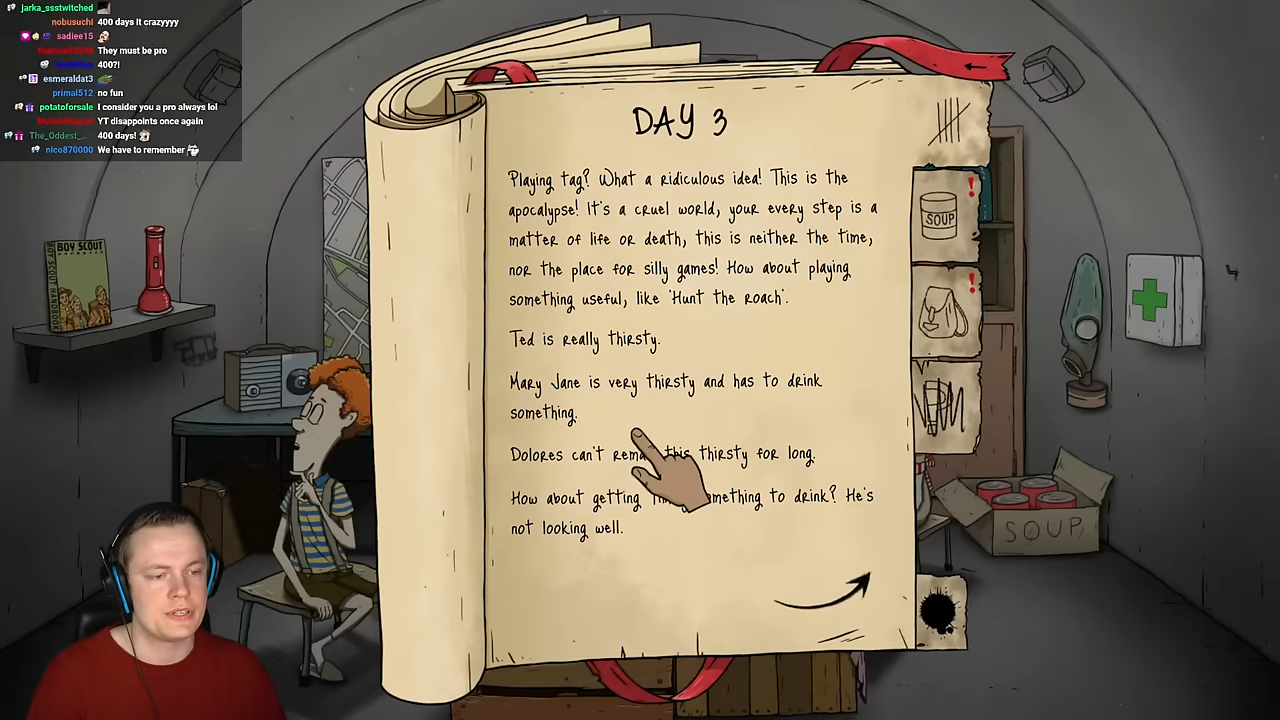 jarka_ssstwitched
nobusuchi 400 days it crazyyyy
sadiee15
They must be pro
400?!
esmeraldat3
primal512 no fun
potatoforsale I consider you a pro always lol
YT disappoints once again
The_Oddest_... 400 days!
nico870000 We have to remember
DAY 3
Playing tag? What a ridiculous idea! This is the
apocalypse! It's a cruel world, your every step is a
matter of life or death, this is neither the time,
nor the place for silly games! How about playing
something useful, like 'Hunt the roach'.
Ted is really thirsty.
Mary Jane is very thirsty and has to drink
something.
Dolores can't this thirsty for long.
How about getting something to drink? He's
not looking well.
SOUP
!
!
BOY SCOUT
HANDBOOK
BOY SCOUT HANDBOOK
SOUP